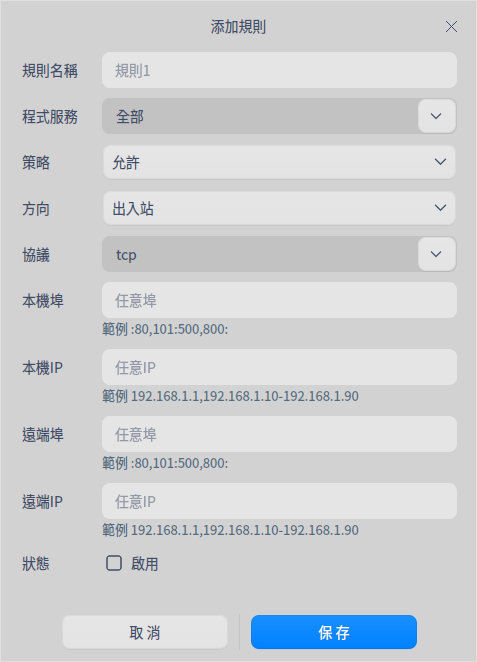 添加規則
規則名稱 規則1
程式服務 全部
策略 允許
方向 出入站
協議 tcp
本機埠 任意埠
範例 :80,101:500,800:
本機IP 任意IP
範例 192.168.1.1,192.168.1.10-192.168.1.90
遠端埠 任意埠
範例 :80,101:500,800:
遠端IP 任意IP
範例 192.168.1.1,192.168.1.10-192.168.1.90
狀態 啟用
取消 保存